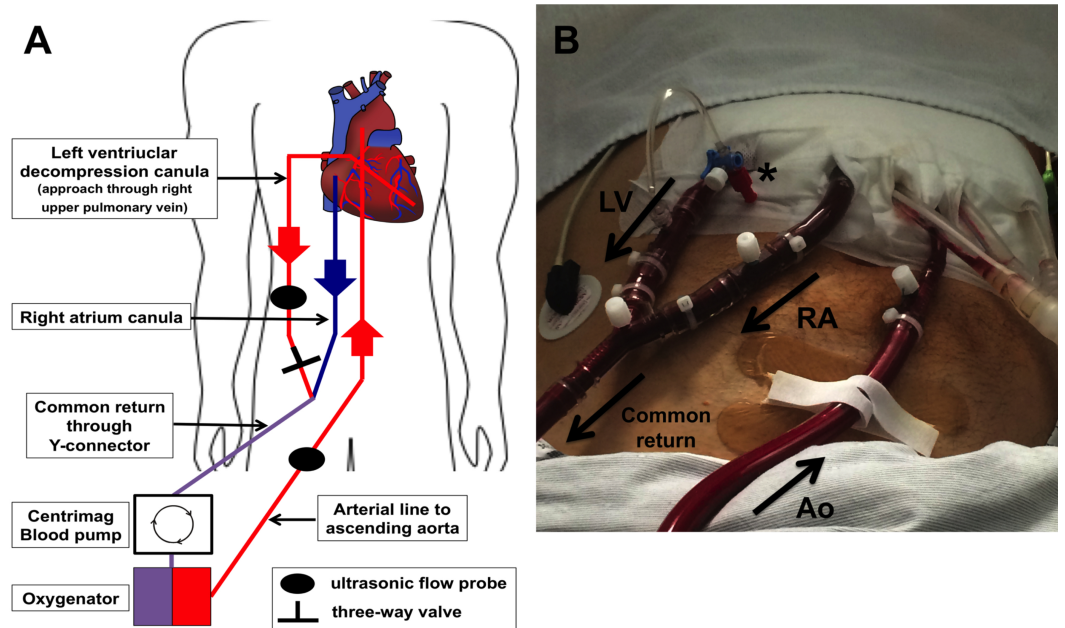 A
Left ventriuclar
decompression canula
(approach through right
upper pulmonary vein)
Right atrium canula
Common return
through
Y-connector
Centrimag
Blood pump
Oxygenator
Arterial line to
ascending aorta
ultrasonic flow probe
three-way valve
B
*
LV
RA
Common
return
Ao